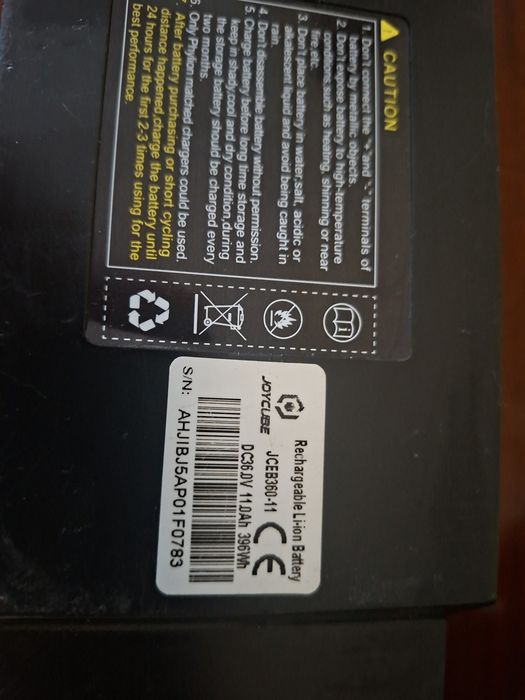 CAUTION
1. Don't connect the '+' and '-' terminals of
battery by metallic objects.
2. Don't expose battery to high-temperature
conditions,such as heating, shinning or near
fire,etc.
3. Don't place battery in water,salt, acidic or
alkalescent liquid and avoid being caught in
rain.
4. Don't disassemble battery without permission.
5. Charge battery before long time storage and
keep in shady,cool and dry condition,during
the storage battery should be charged every
two months.
6. Only Phylion matched chargers could be used.
7. After battery purchasing or short cycling
distance happened,charge the battery until
24 hours for the first 2-3 times using for the
best performance.
Rechargeable Li-ion Battery
JOYCUBE
JCEB360-11
CE
DC36.0V 11.0Ah 396Wh
S/N: AHJIBJ5AP01F0783